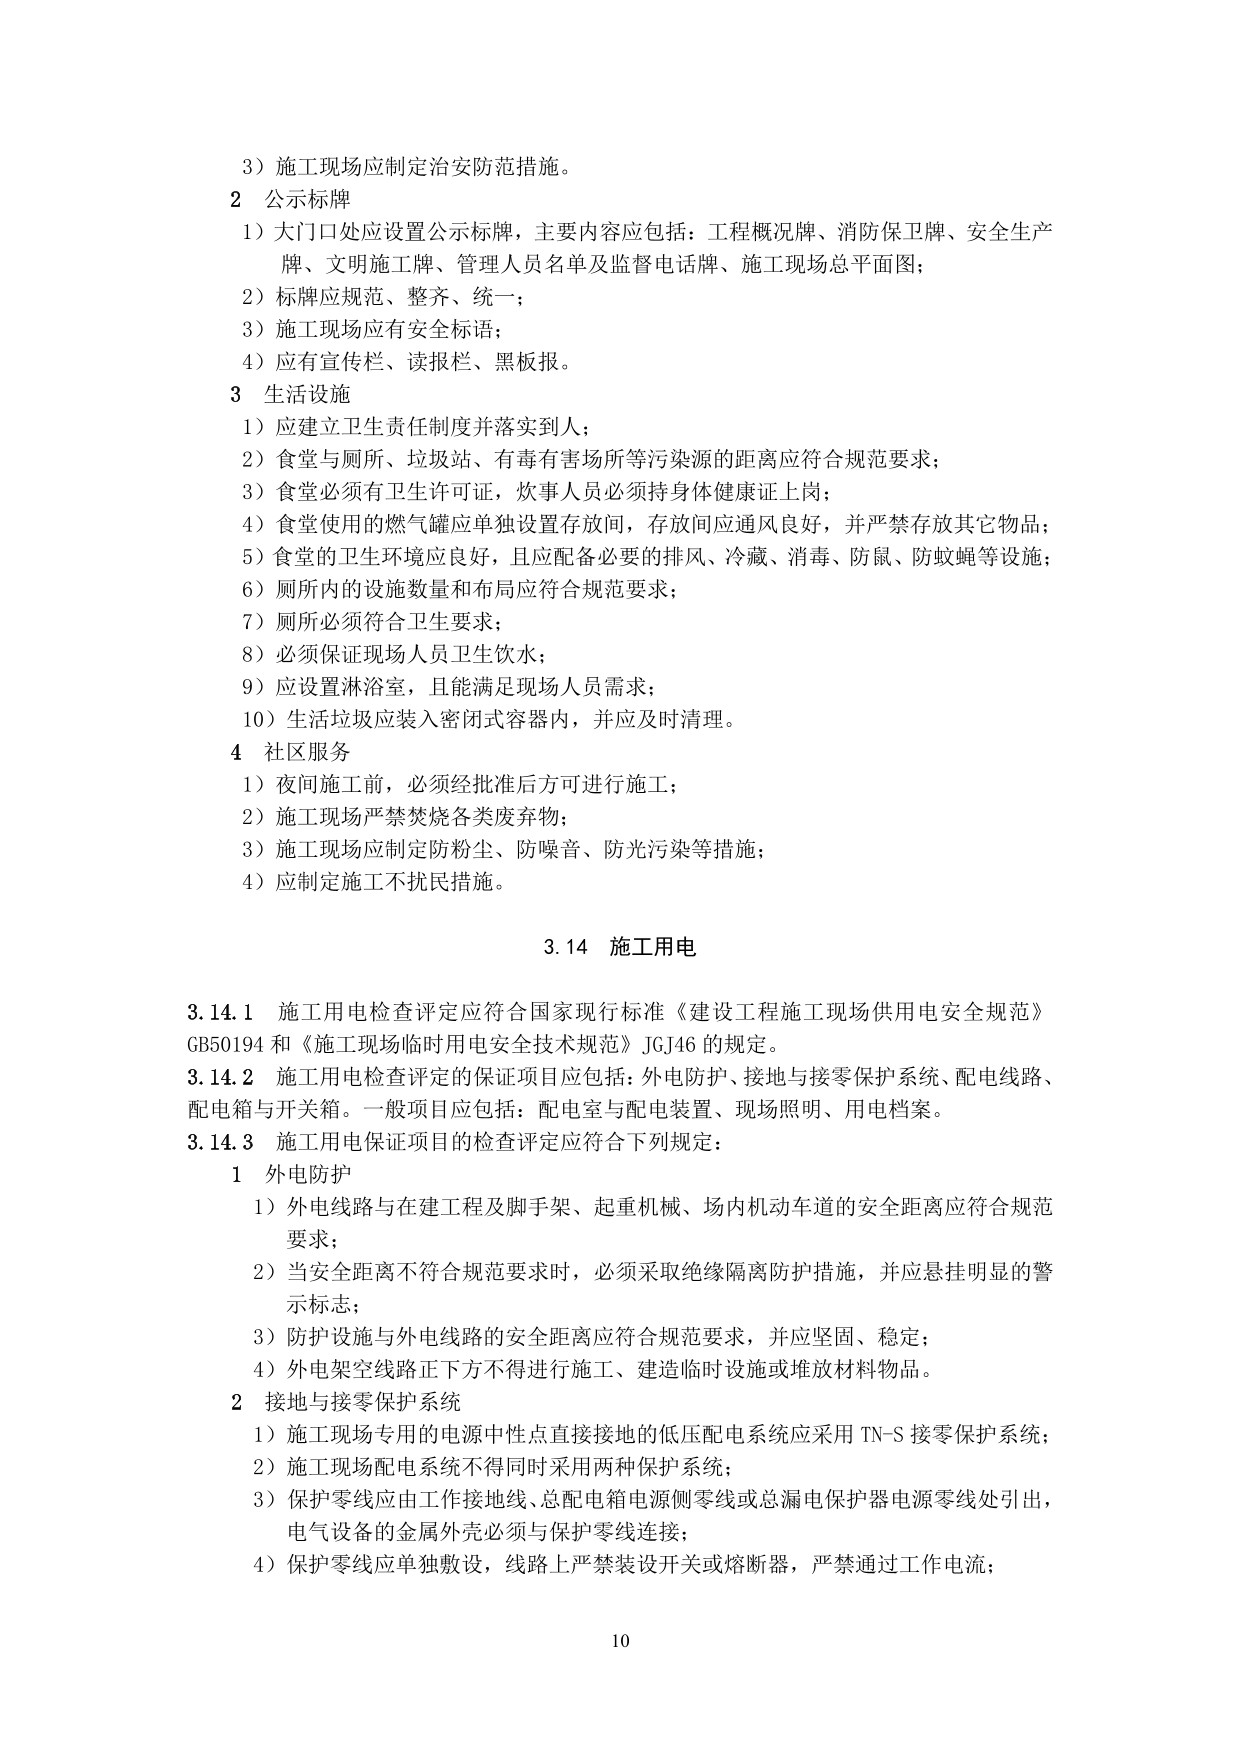 3）施工现场应制定治安防范措施。
2　公示标牌
1）大门口处应设置公示标牌，主要内容应包括：工程概况牌、消防保卫牌、安全生产
牌、文明施工牌、管理人员名单及监督电话牌、施工现场总平面图；
2）标牌应规范、整齐、统一；
3）施工现场应有安全标语；
4）应有宣传栏、读报栏、黑板报。
3　生活设施
1）应建立卫生责任制度并落实到人；
2）食堂与厕所、垃圾站、有毒有害场所等污染源的距离应符合规范要求；
3）食堂必须有卫生许可证，炊事人员必须持身体健康证上岗；
4）食堂使用的燃气罐应单独设置存放间，存放间应通风良好，并严禁存放其它物品；
5）食堂的卫生环境应良好，且应配备必要的排风、冷藏、消毒、防鼠、防蚊蝇等设施；
6）厕所内的设施数量和布局应符合规范要求；
7）厕所必须符合卫生要求；
8）必须保证现场人员卫生饮水；
9）应设置淋浴室，且能满足现场人员需求；
10）生活垃圾应装入密闭式容器内，并应及时清理。
4　社区服务
1）夜间施工前，必须经批准后方可进行施工；
2）施工现场严禁焚烧各类废弃物；
3）施工现场应制定防粉尘、防噪音、防光污染等措施；
4）应制定施工不扰民措施。
3.14　施工用电
3.14.1　施工用电检查评定应符合国家现行标准《建设工程施工现场供用电安全规范》
GB50194 和《施工现场临时用电安全技术规范》JGJ46 的规定。
3.14.2　施工用电检查评定的保证项目应包括：外电防护、接地与接零保护系统、配电线路、
配电箱与开关箱。一般项目应包括：配电室与配电装置、现场照明、用电档案。
3.14.3　施工用电保证项目的检查评定应符合下列规定：
1　外电防护
1）外电线路与在建工程及脚手架、起重机械、场内机动车道的安全距离应符合规范
要求；
2）当安全距离不符合规范要求时，必须采取绝缘隔离防护措施，并应悬挂明显的警
示标志；
3）防护设施与外电线路的安全距离应符合规范要求，并应坚固、稳定；
4）外电架空线路正下方不得进行施工、建造临时设施或堆放材料物品。
2　接地与接零保护系统
1）施工现场专用的电源中性点直接接地的低压配电系统应采用 TN-S 接零保护系统；
2）施工现场配电系统不得同时采用两种保护系统；
3）保护零线应由工作接地线、总配电箱电源侧零线或总漏电保护器电源零线处引出，
电气设备的金属外壳必须与保护零线连接；
4）保护零线应单独敷设，线路上严禁装设开关或熔断器，严禁通过工作电流；
10